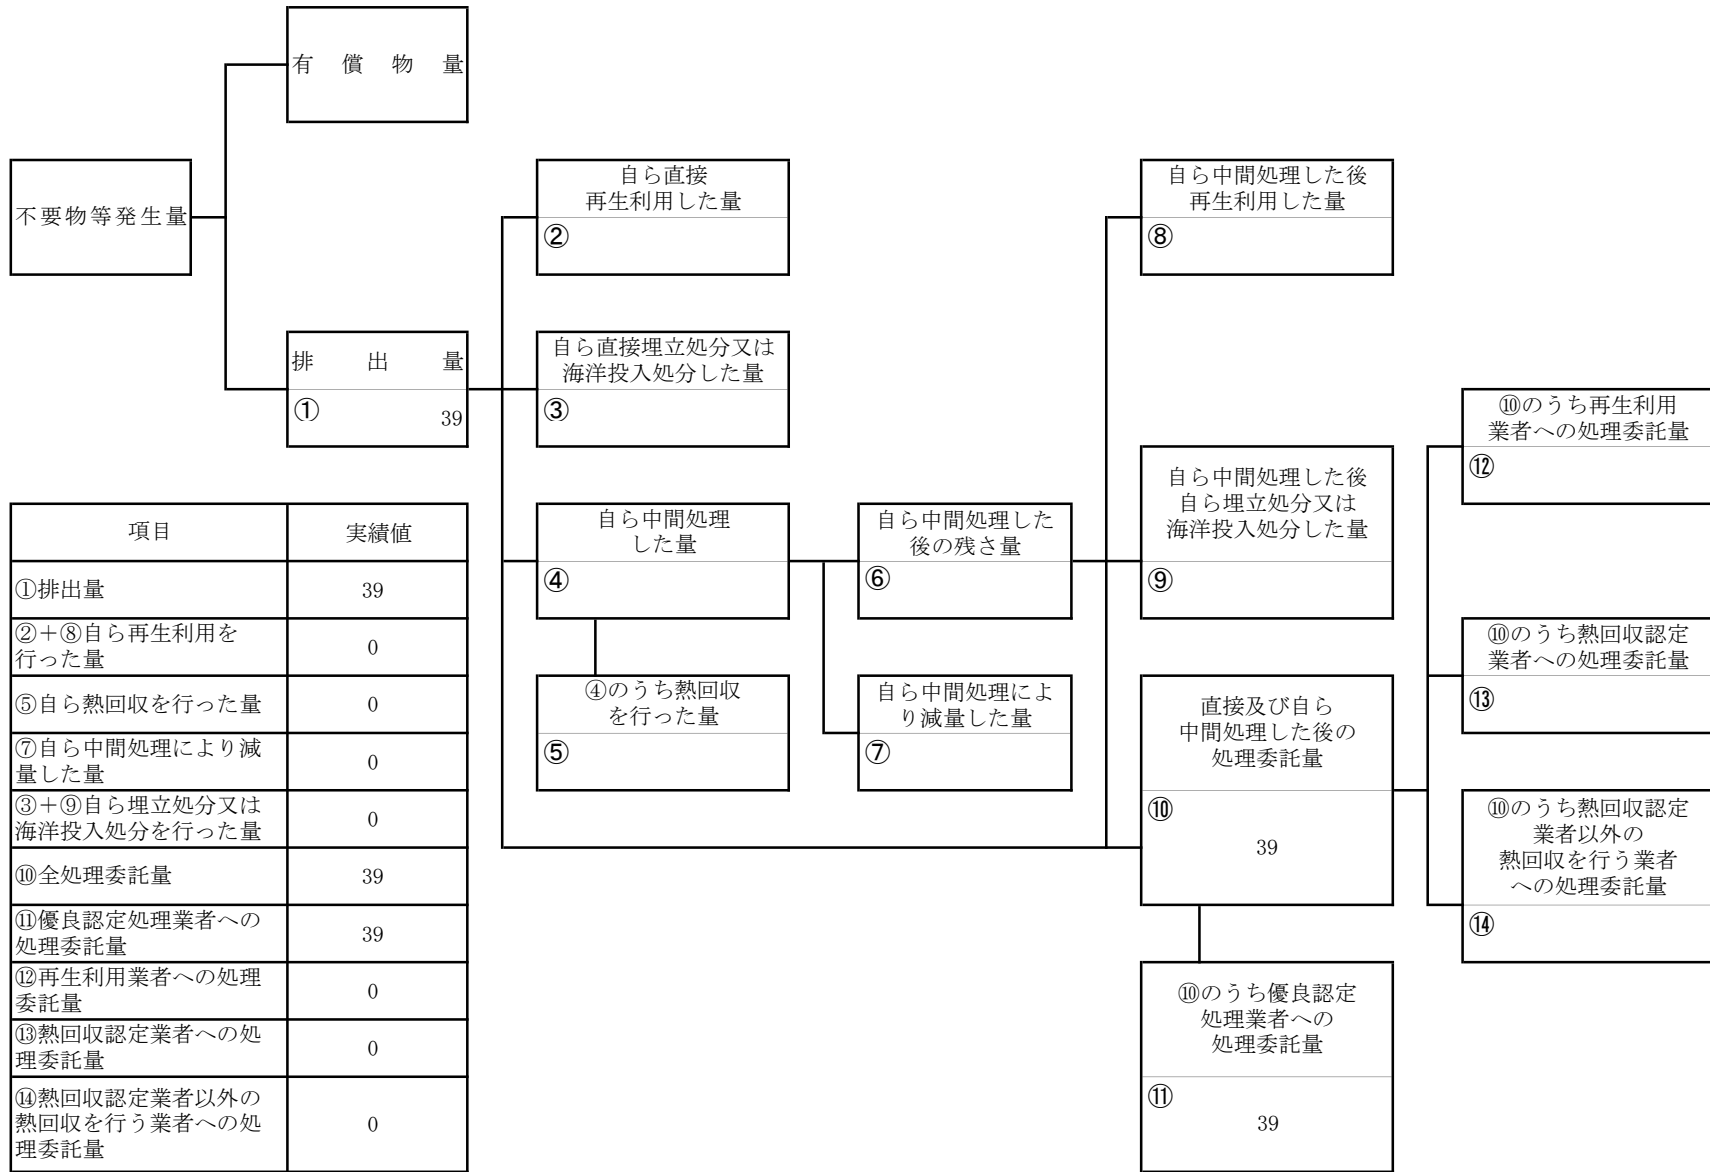 有償物量
不要物等発生量
排出量
①
39
自ら直接
再生利用した量
②
自ら直接埋立処分又は
海洋投入処分した量
③
自ら中間処理
した量
④
④のうち熱回収
を行った量
⑤
自ら中間処理した
後の残さ量
⑥
自ら中間処理によ
り減量した量
⑦
自ら中間処理した後
再生利用した量
⑧
自ら中間処理した後
自ら埋立処分又は
海洋投入処分した量
⑨
直接及び自ら
中間処理した後の
処理委託量
⑩
39
⑩のうち優良認定
処理業者への
処理委託量
⑪
39
⑩のうち再生利用
業者への処理委託量
⑫
⑩のうち熱回収認定
業者への処理委託量
⑬
⑩のうち熱回収認定
業者以外の
熱回収を行う業者
への処理委託量
⑭
項目 実績値
①排出量 39
②+⑧自ら再生利用を
行った量 0
⑤自ら熱回収を行った量 0
⑦自ら中間処理により減
量した量 0
③+⑨自ら埋立処分又は
海洋投入処分を行った量 0
⑩全処理委託量 39
⑪優良認定処理業者への
処理委託量 39
⑫再生利用業者への処理
委託量 0
⑬熱回収認定業者への処
理委託量 0
⑭熱回収認定業者以外の
熱回収を行う業者への処
理委託量 0